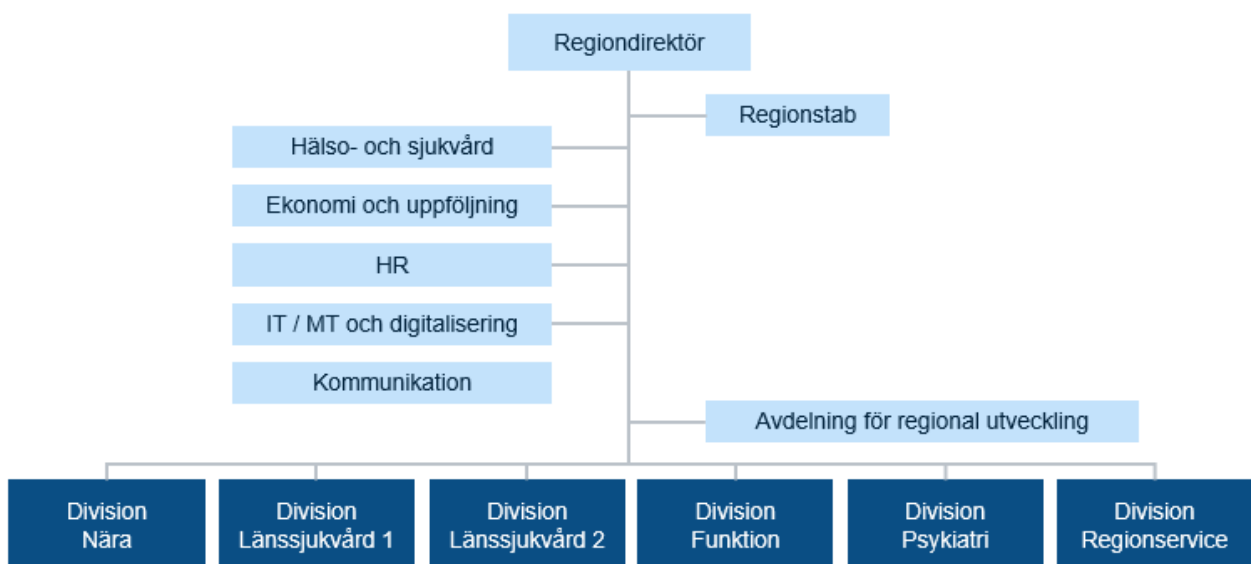 Regiondirektör
Regionstab
Hälso- och sjukvård
Ekonomi och uppföljning
HR
IT / MT och digitalisering
Kommunikation
Avdelning för regional utveckling
Division
Nära
Division
Länssjukvård 1
Division
Länssjukvård 2
Division
Funktion
Division
Psykiatri
Division
Regionservice